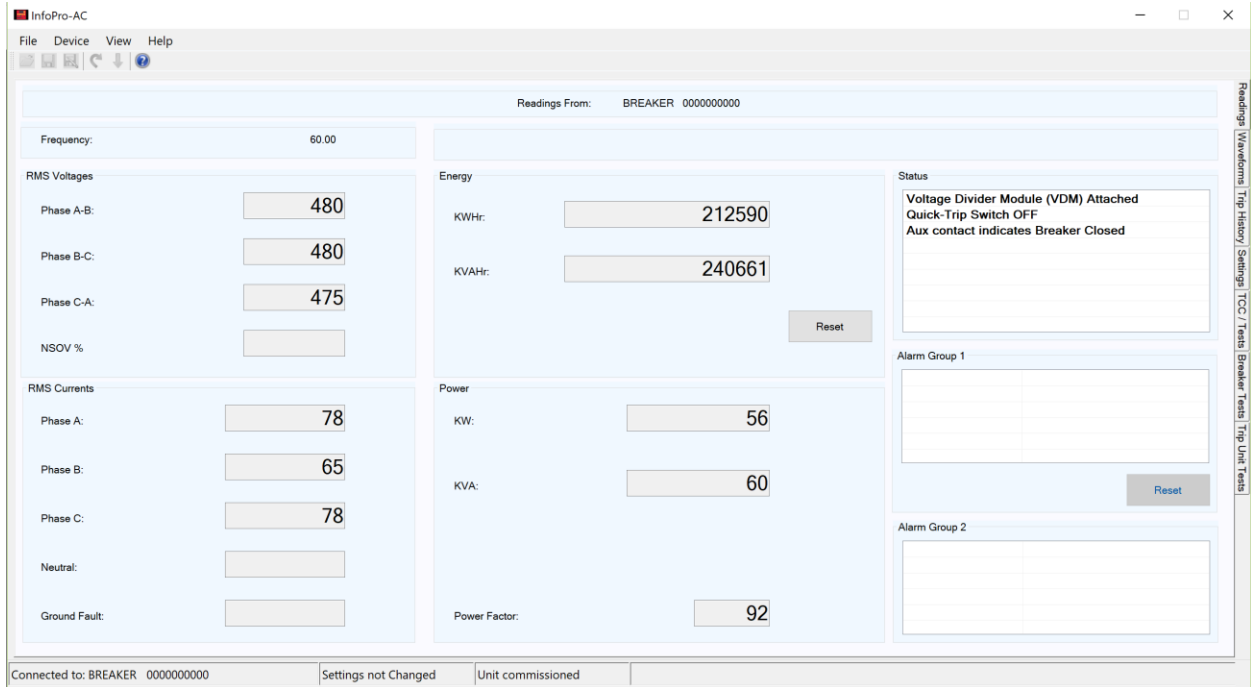 InfoPro-AC
File Device View Help
Readings From: BREAKER 0000000000
Frequency: 60.00
RMS Voltages
Phase A-B: 480
Phase B-C: 480
Phase C-A: 475
NSOV %
RMS Currents
Phase A: 78
Phase B: 65
Phase C: 78
Neutral:
Ground Fault:
Energy
KWHr: 212590
KVAHr: 240661
Reset
Power
KW: 56
KVA: 60
Power Factor: 92
Status
Voltage Divider Module (VDM) Attached
Quick-Trip Switch OFF
Aux contact indicates Breaker Closed
Alarm Group 1
Reset
Alarm Group 2
Readings
Waveforms
Trip History
Settings
TCC / Tests
Breaker Tests
Trip Unit Tests
Connected to: BREAKER 0000000000 Settings not Changed Unit commissioned